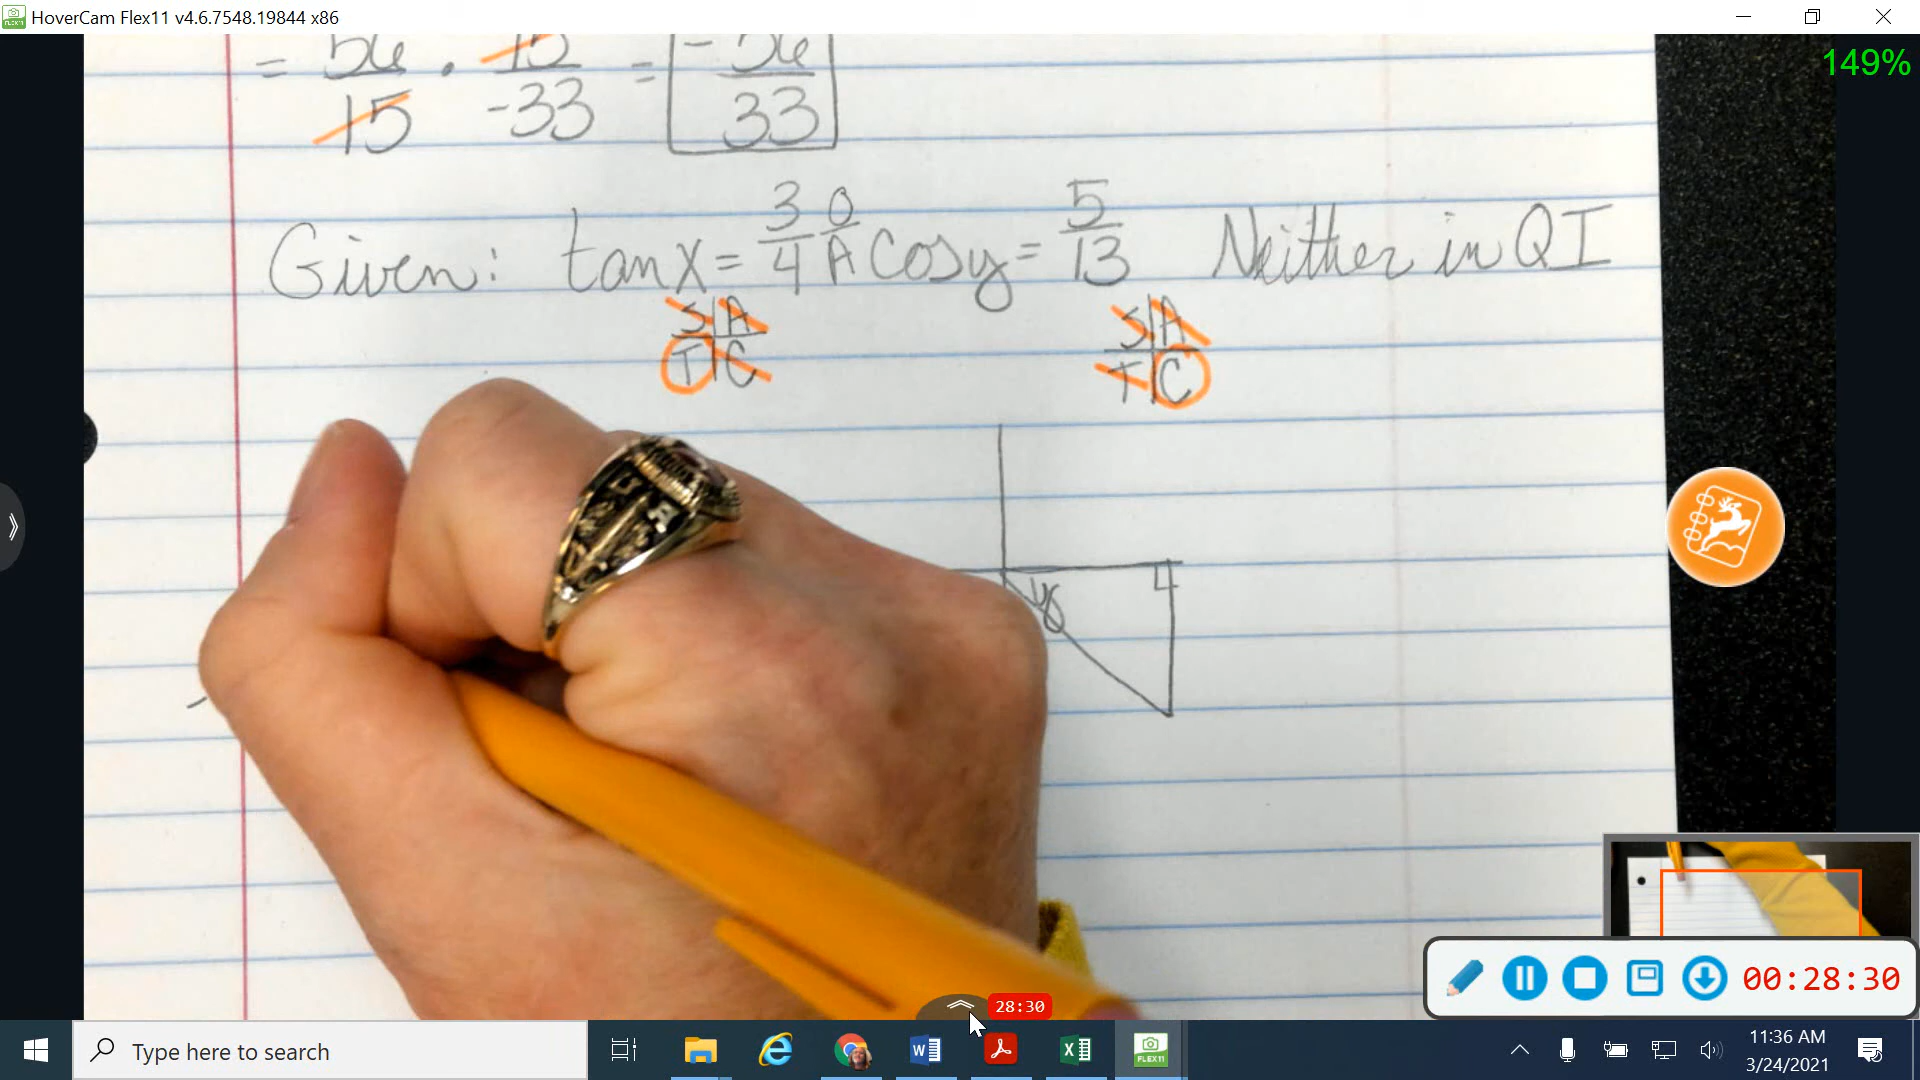 HoverCam Flex11 v4.6.7548.19844 x86
149%
= 56/15 · 15/-33 = -56/33
Given: tan x = 3/4 O/A cos y = 5/13 Neither in QI
S A S A
T C T C
y
28:30
00:28:30
Type here to search
FLEX11
11:36 AM
3/24/2021